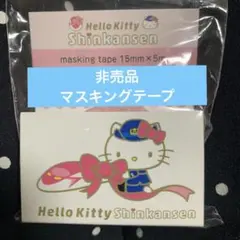 Hello Kitty
Shinkansen
masking tape 15mm×5m
非売品
マスキングテープ
Hello Kitty Shinkansen